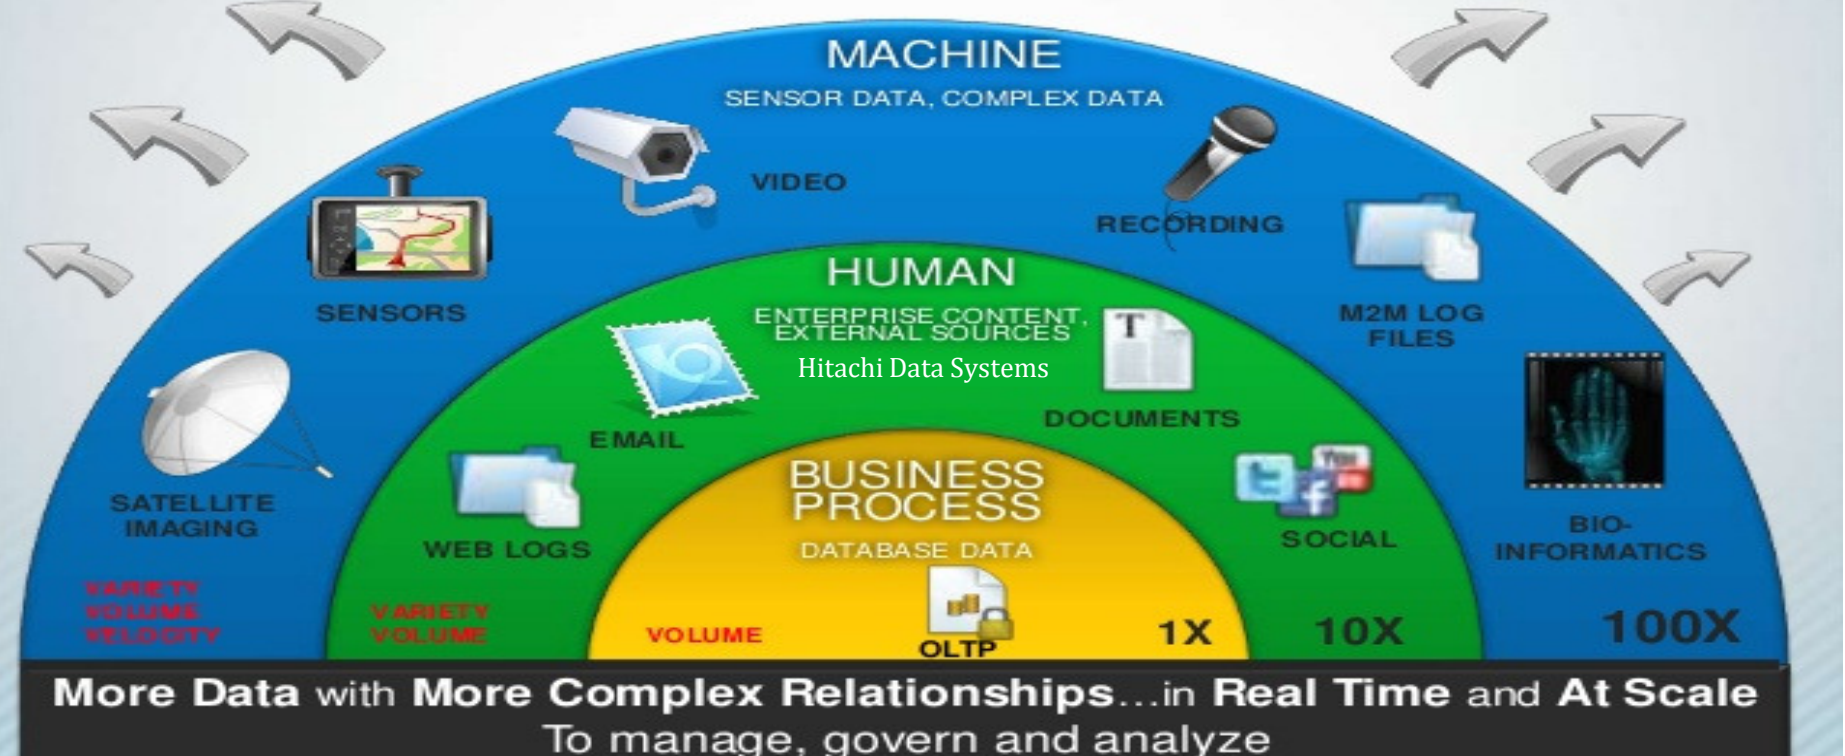 MACHINE
SENSOR DATA, COMPLEX DATA
VIDEO
RECORDING
SENSORS
M2M LOG
FILES
HUMAN
ENTERPRISE CONTENT,
EXTERNAL SOURCES
Hitachi Data Systems
T
EMAIL
DOCUMENTS
SATELLITE
IMAGING
WEB LOGS
You
SOCIAL
BIO-
INFORMATICS
BUSINESS
PROCESS
DATABASE DATA
OLTP
VARIETY
VOLUME
VELOCITY
VARIETY
VOLUME
VOLUME
1X
10X
100X
More Data with More Complex Relationships...in Real Time and At Scale
To manage, govern and analyze